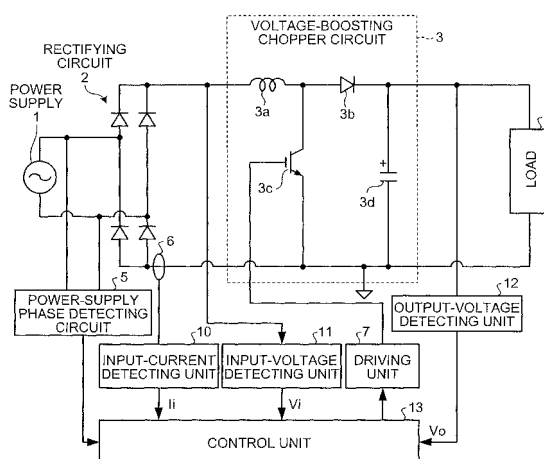 VOLTAGE-BOOSTING
CHOPPER CIRCUIT
3
RECTIFYING
CIRCUIT
2
POWER
SUPPLY
1
3a
3b
3c
+
3d
LOAD
6
5
POWER-SUPPLY
PHASE DETECTING
CIRCUIT
10
INPUT-CURRENT
DETECTING UNIT
11
INPUT-VOLTAGE
DETECTING UNIT
7
DRIVING
UNIT
12
OUTPUT-VOLTAGE
DETECTING UNIT
Ii
Vi
13
Vo
CONTROL UNIT